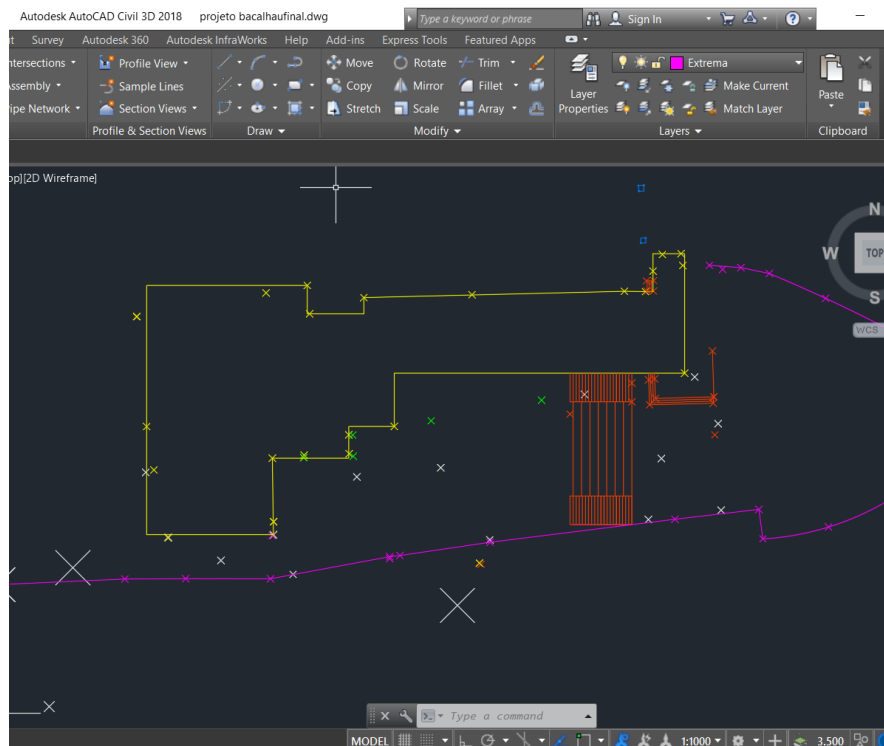 Autodesk AutoCAD Civil 3D 2018 projeto bacalhaufinal.dwg Type a keyword or phrase Sign In ?
Survey Autodesk 360 Autodesk InfraWorks Help Add-ins Express Tools Featured Apps
ntersections Profile View Move Rotate Trim Extrema
Assembly Sample Lines Copy Mirror Fillet Make Current
ipe Network Section Views Stretch Scale Array Layer Properties Match Layer Paste
Profile & Section Views Draw Modify Layers Clipboard
op][2D Wireframe]
N
W TOP
S
WCS
Type a command
MODEL 1:1000 3.500